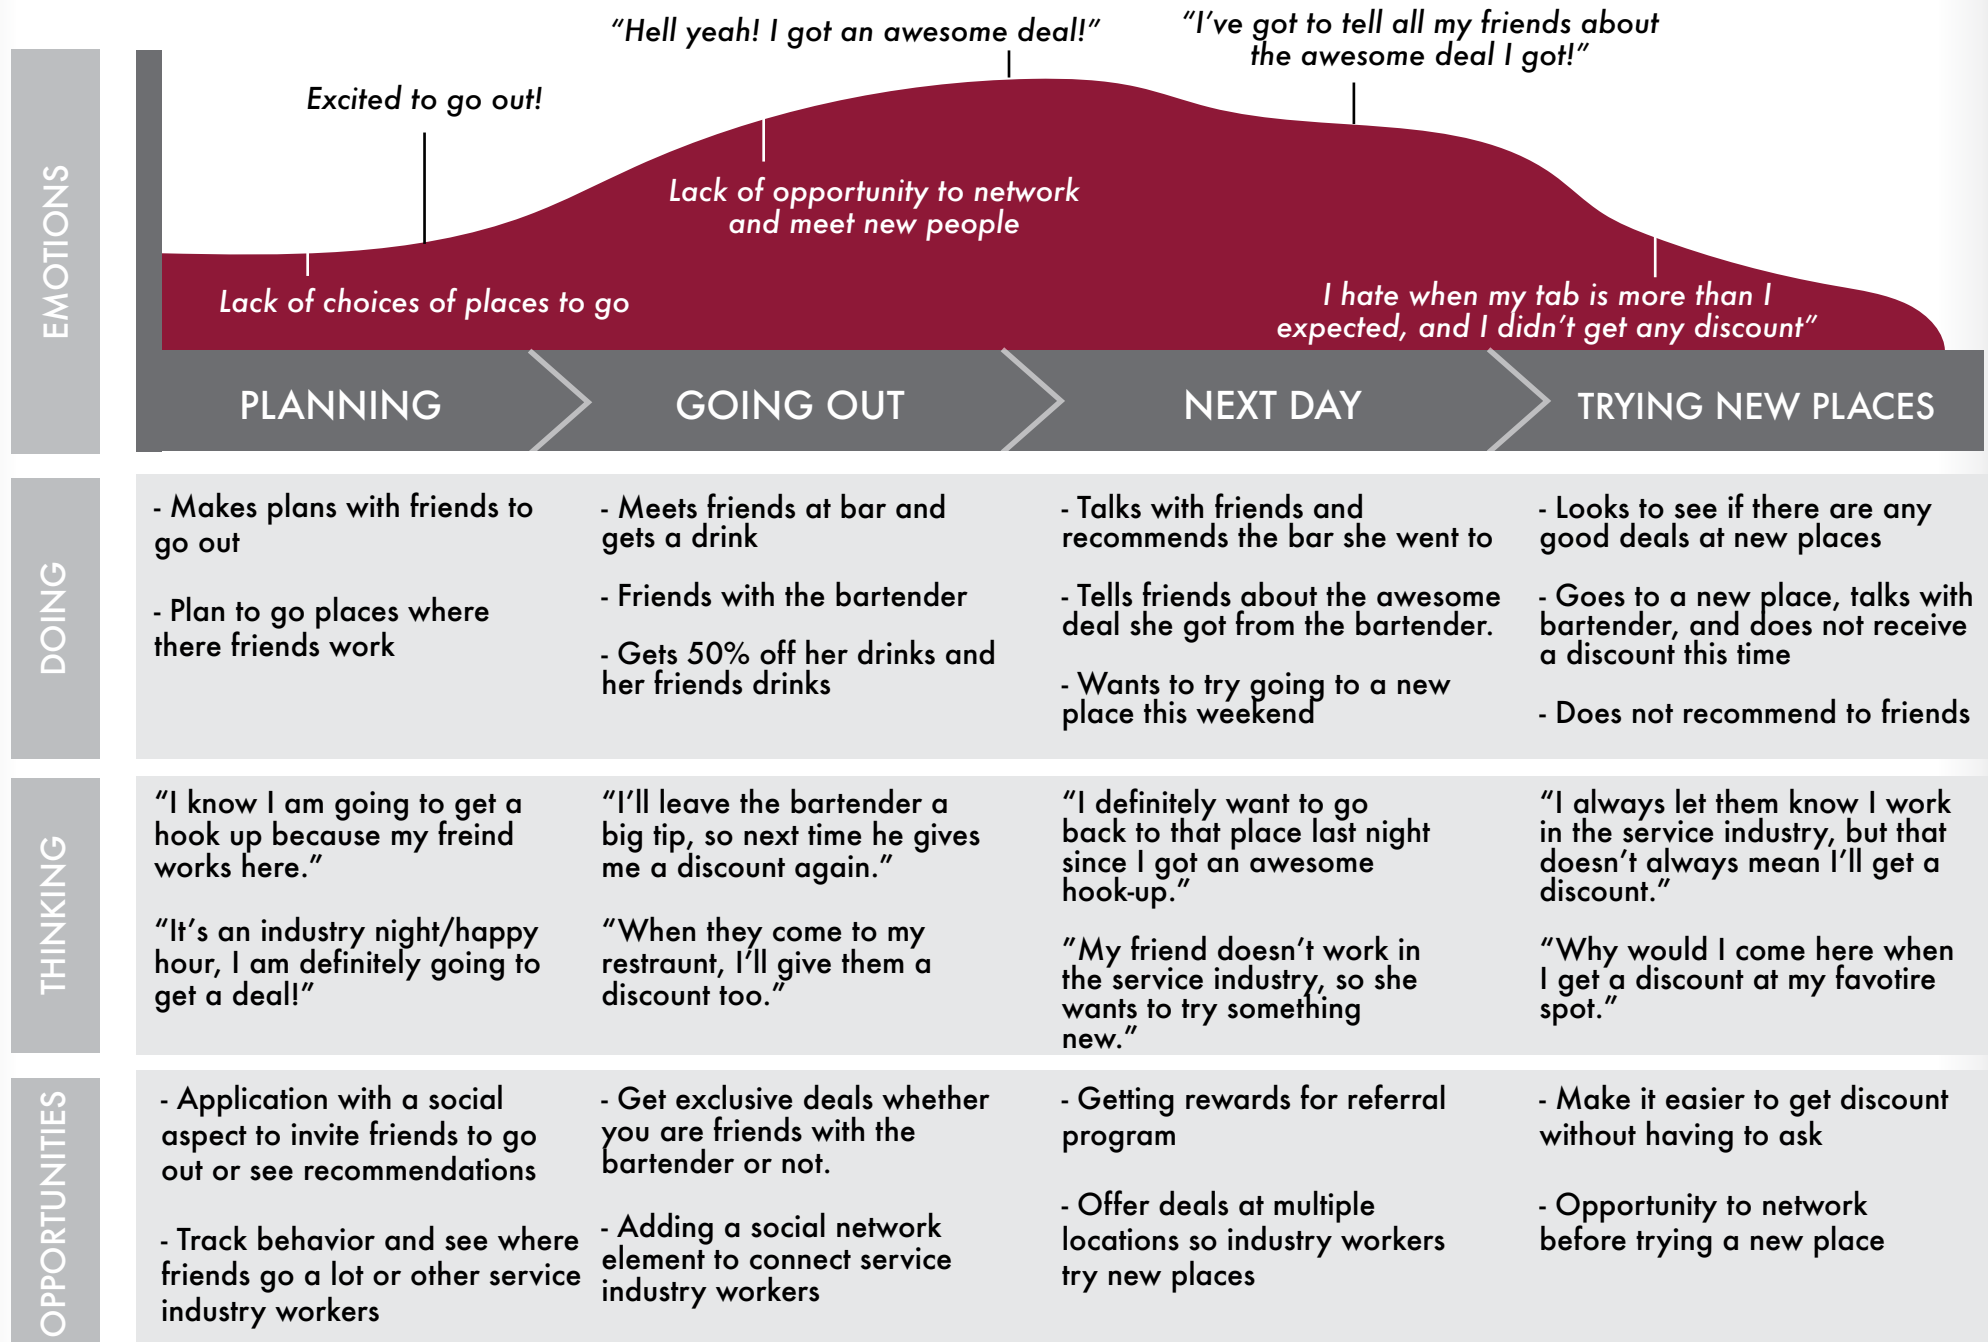 EMOTIONS
Excited to go out!
“Hell yeah! I got an awesome deal!”
“I’ve got to tell all my friends about
the awesome deal I got!”
Lack of choices of places to go
Lack of opportunity to network
and meet new people
I hate when my tab is more than I
expected, and I didn’t get any discount”
PLANNING
GOING OUT
NEXT DAY
TRYING NEW PLACES
DOING
- Makes plans with friends to
go out
- Plan to go places where
there friends work
- Meets friends at bar and
gets a drink
- Friends with the bartender
- Gets 50% off her drinks and
her friends drinks
- Talks with friends and
recommends the bar she went to
- Tells friends about the awesome
deal she got from the bartender.
- Wants to try going to a new
place this weekend
- Looks to see if there are any
good deals at new places
- Goes to a new place, talks with
bartender, and does not receive
a discount this time
- Does not recommend to friends
THINKING
“I know I am going to get a
hook up because my freind
works here.”
“It’s an industry night/happy
hour, I am definitely going to
get a deal!”
“I’ll leave the bartender a
big tip, so next time he gives
me a discount again.”
“When they come to my
restraunt, I’ll give them a
discount too.”
“I definitely want to go
back to that place last night
since I got an awesome
hook-up.”
”My friend doesn’t work in
the service industry, so she
wants to try something
new.”
“I always let them know I work
in the service industry, but that
doesn’t always mean I’ll get a
discount.”
“Why would I come here when
I get a discount at my favotire
spot.”
OPPORTUNITIES
- Application with a social
aspect to invite friends to go
out or see recommendations
- Track behavior and see where
friends go a lot or other service
industry workers
- Get exclusive deals whether
you are friends with the
bartender or not.
- Adding a social network
element to connect service
industry workers
- Getting rewards for referral
program
- Offer deals at multiple
locations so industry workers
try new places
- Make it easier to get discount
without having to ask
- Opportunity to network
before trying a new place